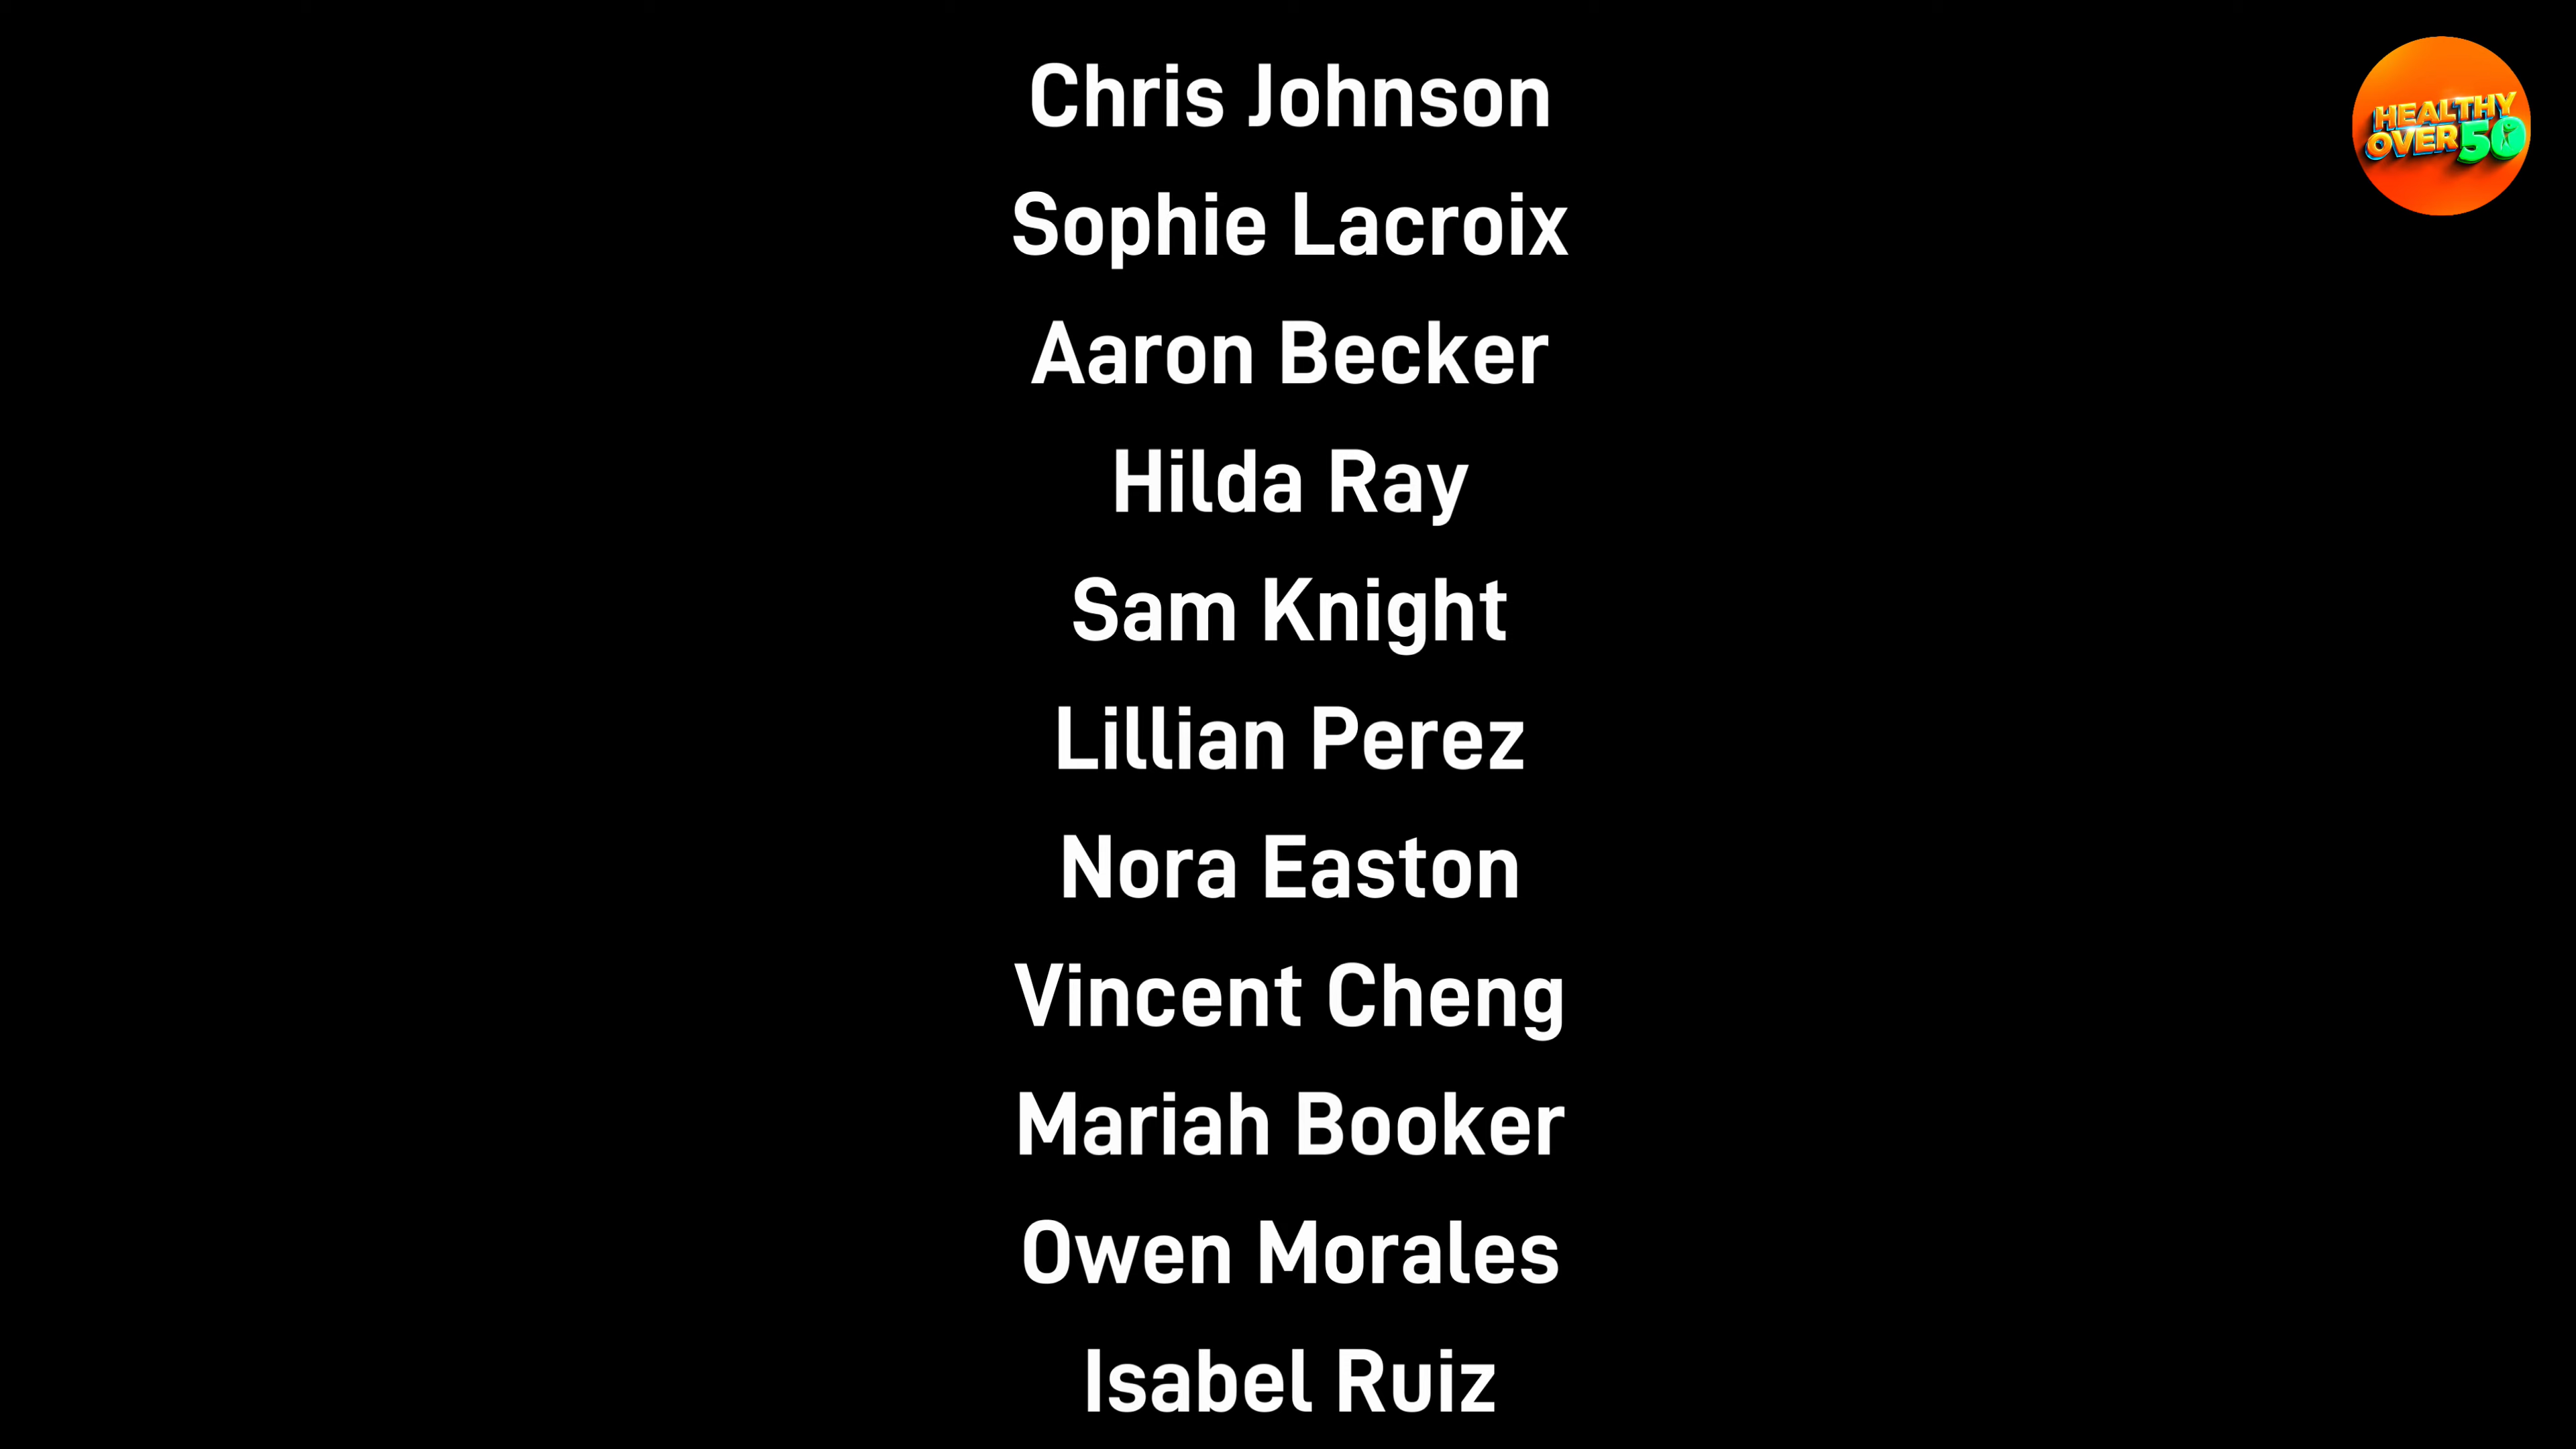 Chris Johnson
Sophie Lacroix
Aaron Becker
Hilda Ray
Sam Knight
Lillian Perez
Nora Easton
Vincent Cheng
Mariah Booker
Owen Morales
Isabel Ruiz
HEALTHY
OVER 50